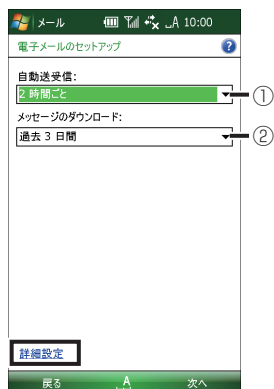 メール A 10:00
電子メールのセットアップ ?
自動送受信:
2 時間ごと ①
メッセージのダウンロード:
過去 3 日間 ②
詳細設定
戻る A 次へ